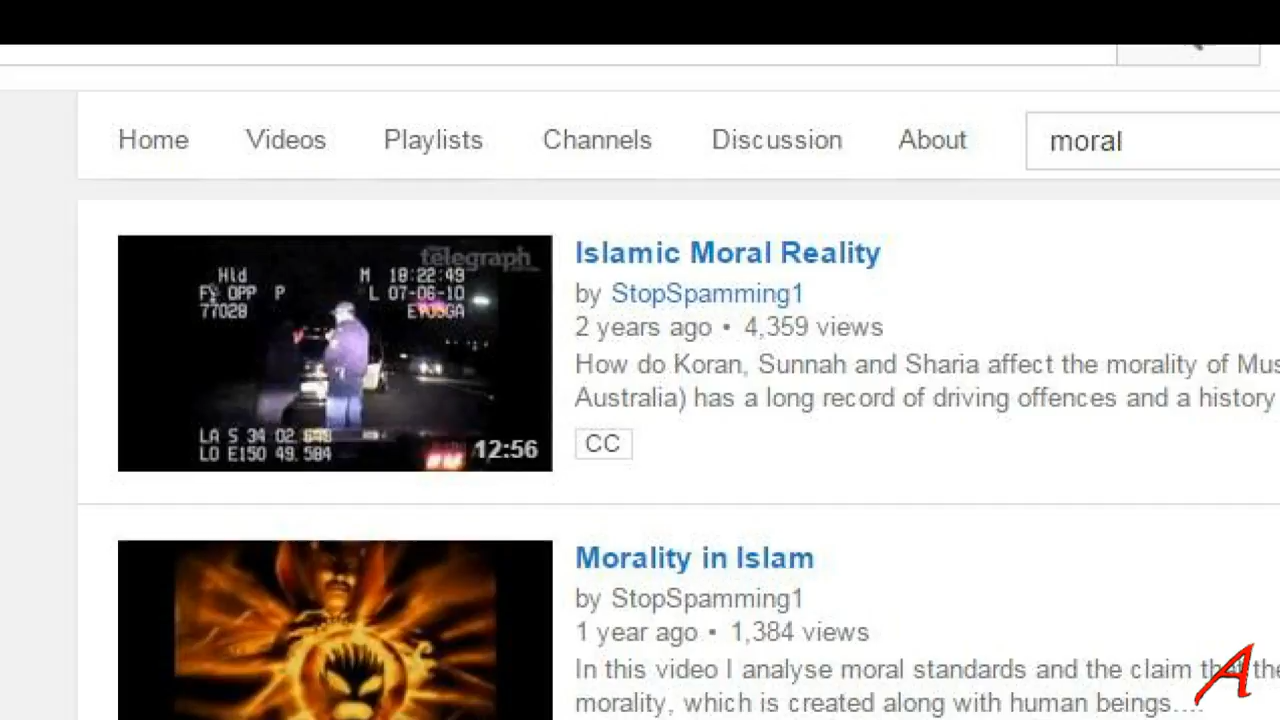 Home Videos Playlists Channels Discussion About moral
telegraph
Hld M 18:22:49
OPP P L 07-06-10
77028
LA S 34 02.
LO E150 49.584
12:56
Islamic Moral Reality
by StopSpamming1
2 years ago • 4,359 views
How do Koran, Sunnah and Sharia affect the morality of Mus
Australia) has a long record of driving offences and a history
CC
Morality in Islam
by StopSpamming1
1 year ago • 1,384 views
In this video I analyse moral standards and the claim that the
morality, which is created along with human beings....
A